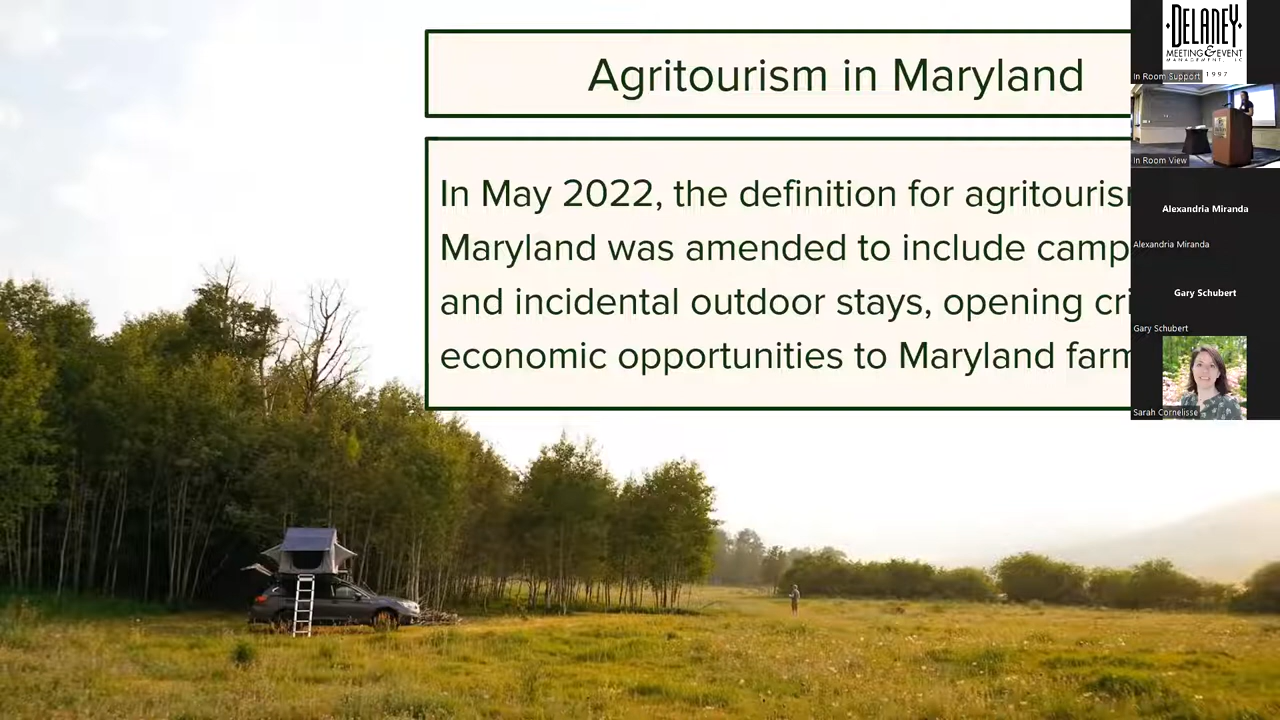 Agritourism in Maryland
In May 2022, the definition for agritouris
Maryland was amended to include camp
and incidental outdoor stays, opening cri
economic opportunities to Maryland farm
DELANEY
MEETING & EVENT
MANAGEMENT, LLC
In Room Support
1997
In Room View
Alexandria Miranda
Alexandria Miranda
Gary Schubert
Gary Schubert
Sarah Cornelisse